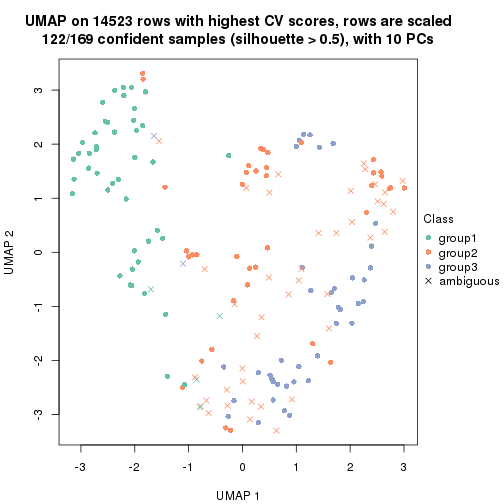 UMAP on 14523 rows with highest CV scores, rows are scaled
122/169 confident samples (silhouette > 0.5), with 10 PCs
3
2
1
0
-1
-2
-3
UMAP 2
-3 -2 -1 0 1 2 3
UMAP 1
Class
group1
group2
group3
ambiguous